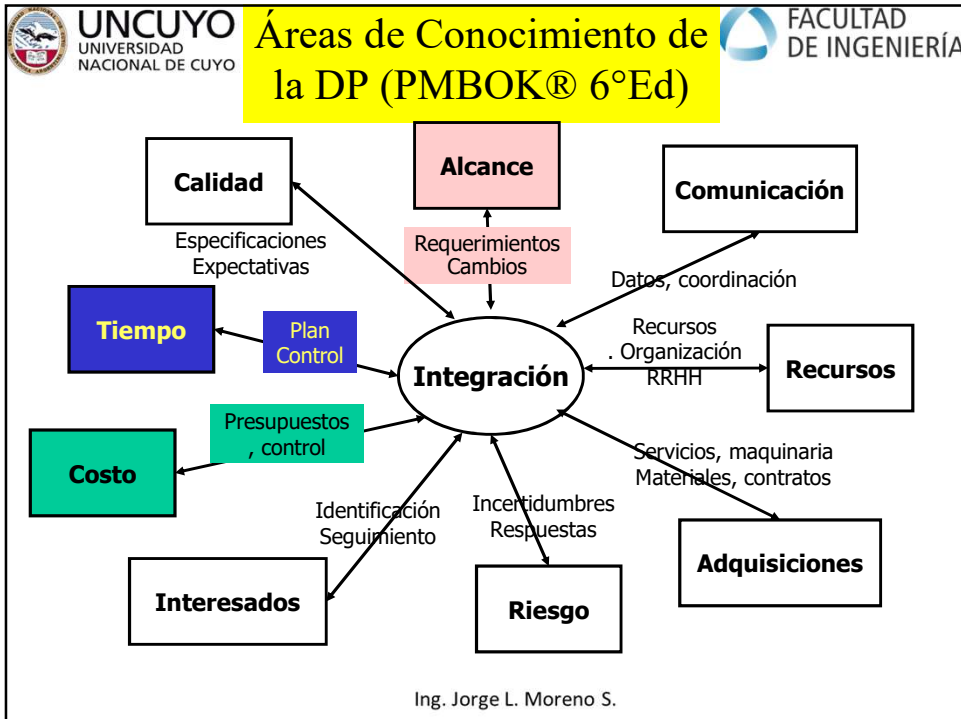 UNCUYO
UNIVERSIDAD
NACIONAL DE CUYO
Áreas de Conocimiento de
la DP (PMBOK® 6°Ed)
FACULTAD
DE INGENIERÍA
Calidad
Alcance
Comunicación
Especificaciones
Expectativas
Requerimientos
Cambios
Datos, coordinación
Tiempo
Plan
Control
Integración
Recursos
. Organización
RRHH
Recursos
Costo
Presupuestos
, control
Servicios, maquinaria
Materiales, contratos
Identificación
Seguimiento
Incertidumbres
Respuestas
Adquisiciones
Interesados
Riesgo
Ing. Jorge L. Moreno S.